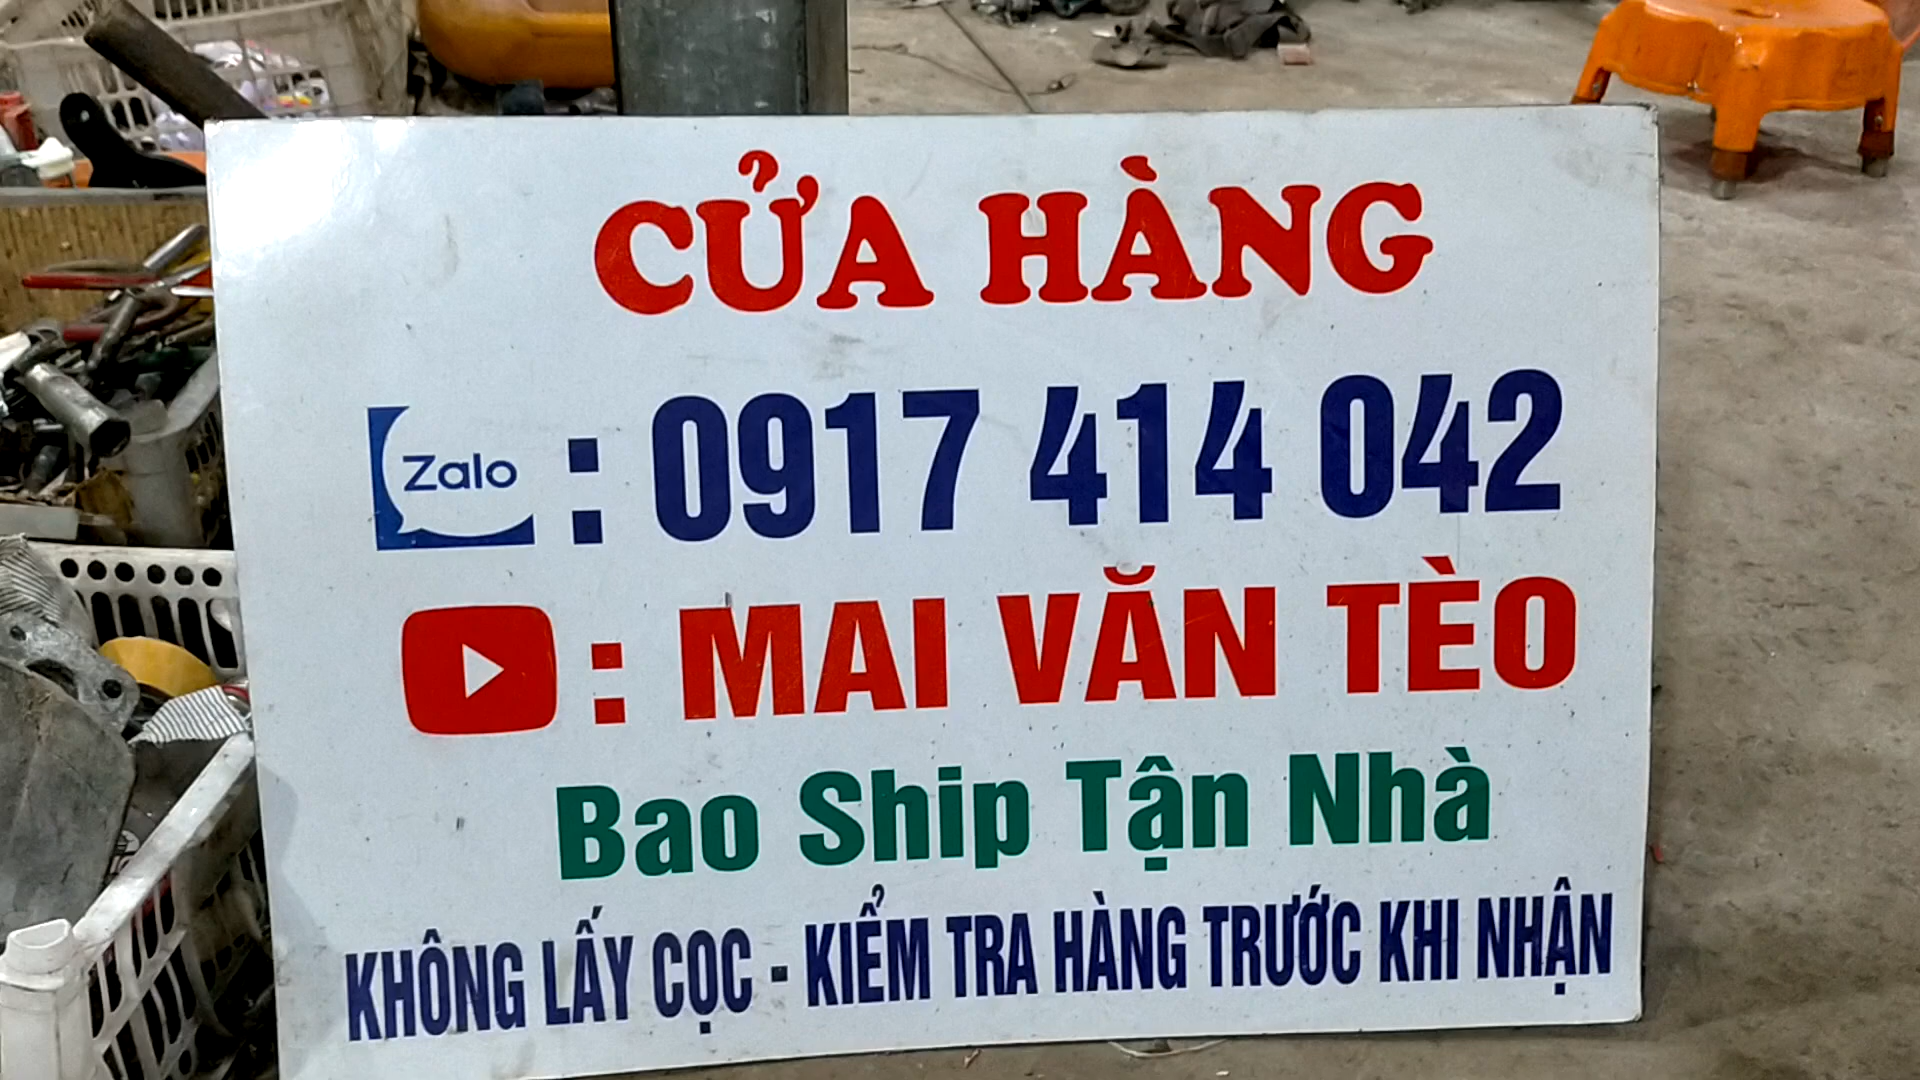 CỬA HÀNG
Zalo : 0917 414 042
: MAI VĂN TÈO
Bao Ship Tận Nhà
KHÔNG LẤY CỌC - KIỂM TRA HÀNG TRƯỚC KHI NHẬN